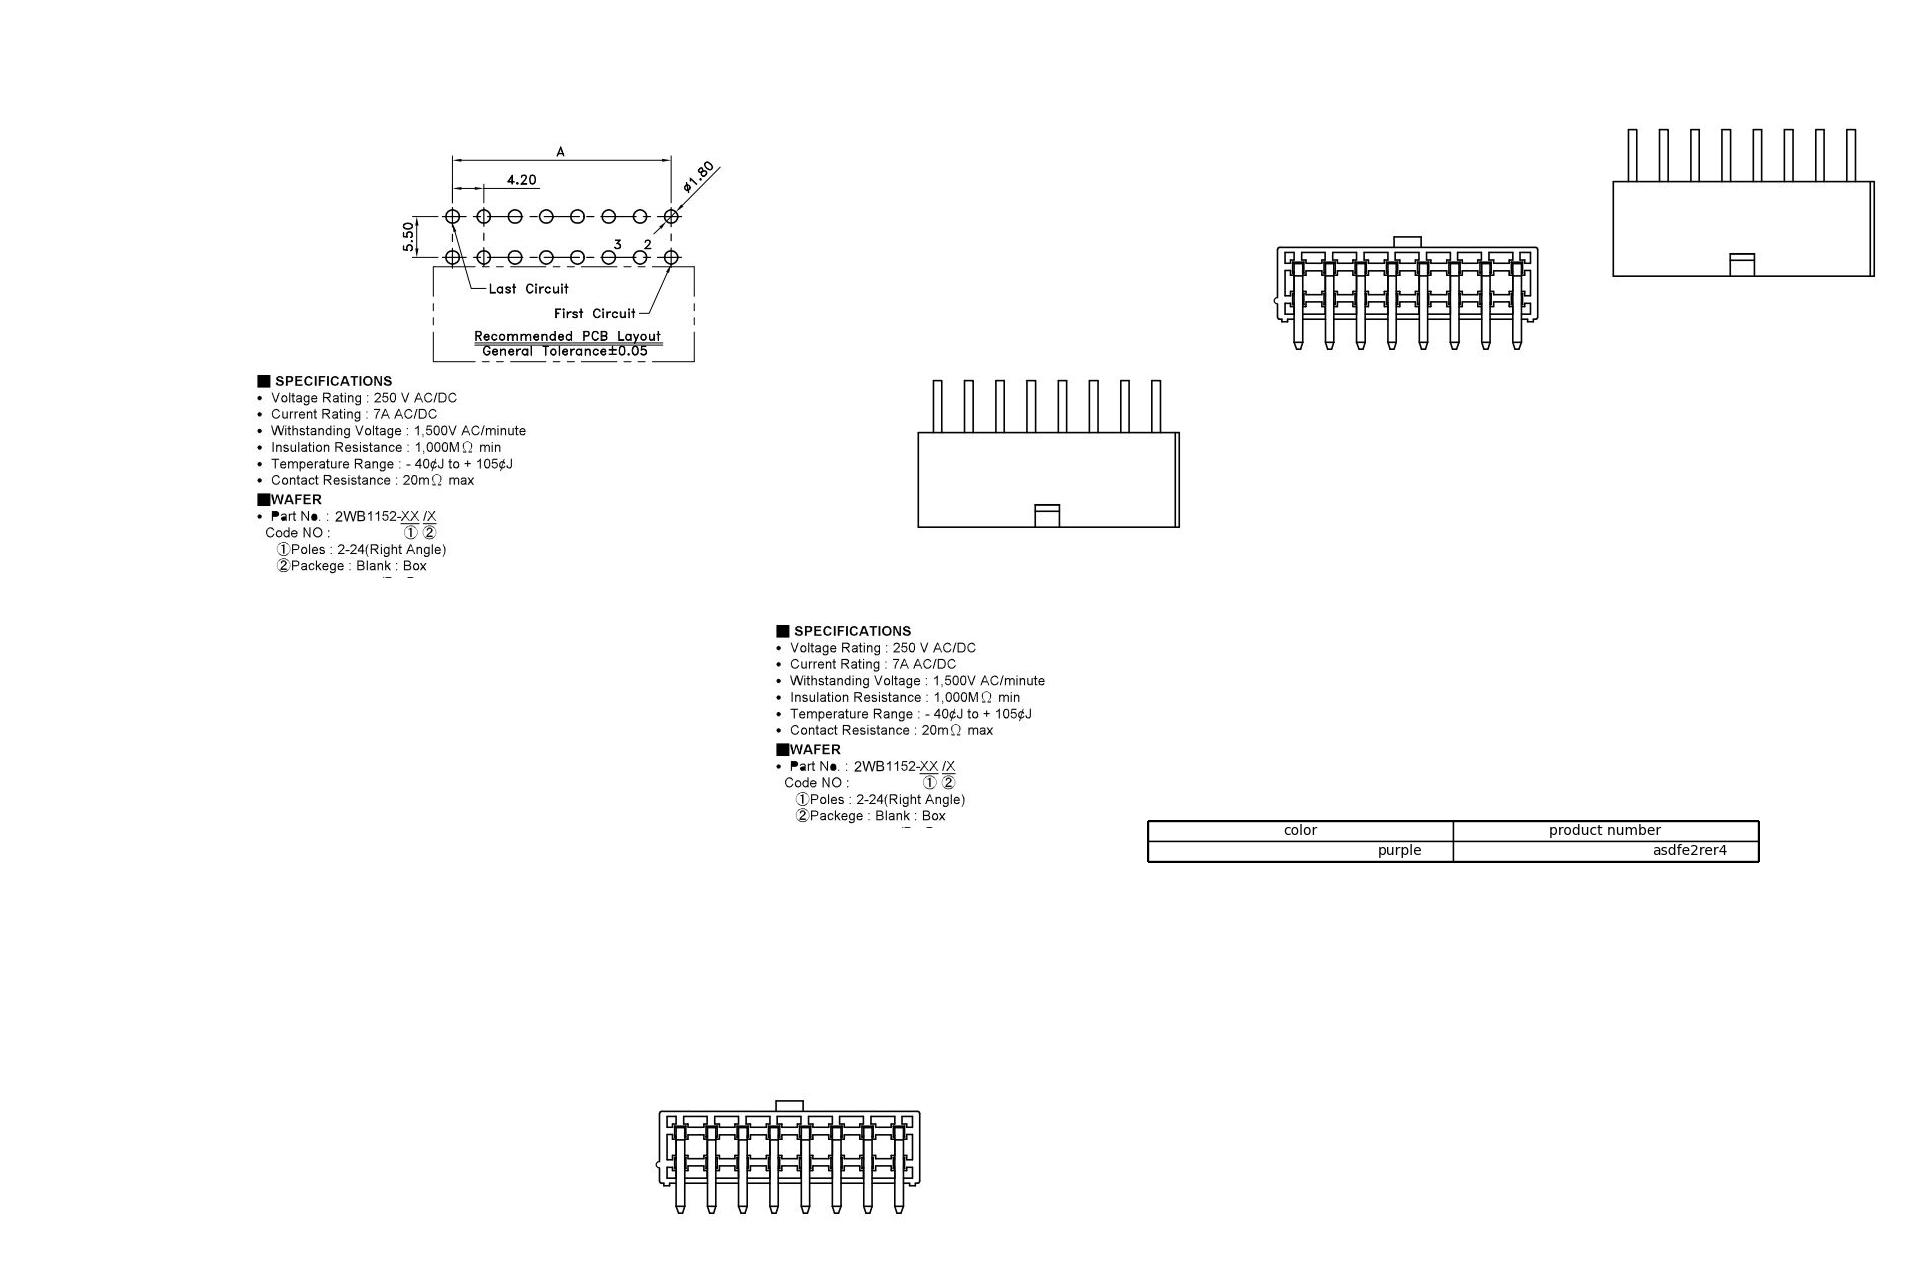 A
4.20
ø1.80
5.50
3 2
Last Circuit
First Circuit
Recommended PCB Layout
General Tolerance±0.05
■ SPECIFICATIONS
• Voltage Rating : 250 V AC/DC
• Current Rating : 7A AC/DC
• Withstanding Voltage : 1,500V AC/minute
• Insulation Resistance : 1,000MΩ min
• Temperature Range : - 40¢J to + 105¢J
• Contact Resistance : 20mΩ max
■WAFER
• Part No. : 2WB1152-XX /X
Code NO : ① ②
①Poles : 2-24(Right Angle)
②Packege : Blank : Box
■ SPECIFICATIONS
• Voltage Rating : 250 V AC/DC
• Current Rating : 7A AC/DC
• Withstanding Voltage : 1,500V AC/minute
• Insulation Resistance : 1,000MΩ min
• Temperature Range : - 40¢J to + 105¢J
• Contact Resistance : 20mΩ max
■WAFER
• Part No. : 2WB1152-XX /X
Code NO : ① ②
①Poles : 2-24(Right Angle)
②Packege : Blank : Box
color product number
purple asdfe2rer4